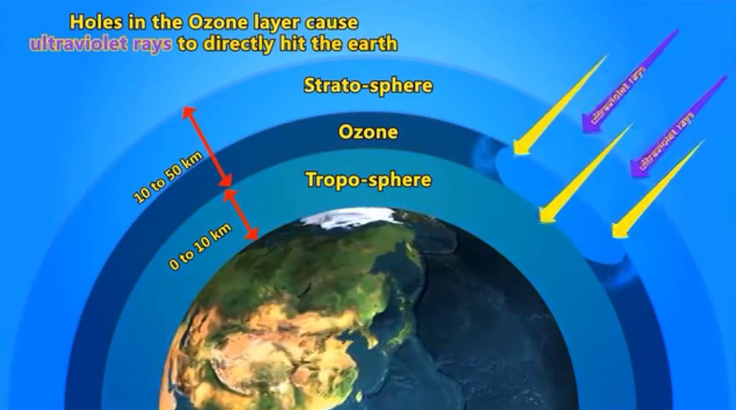 Holes in the Ozone layer cause
ultraviolet rays to directly hit the earth
Strato-sphere
Ozone
Tropo-sphere
10 to 50 km
0 to 10 km
ultraviolet rays
ultraviolet rays